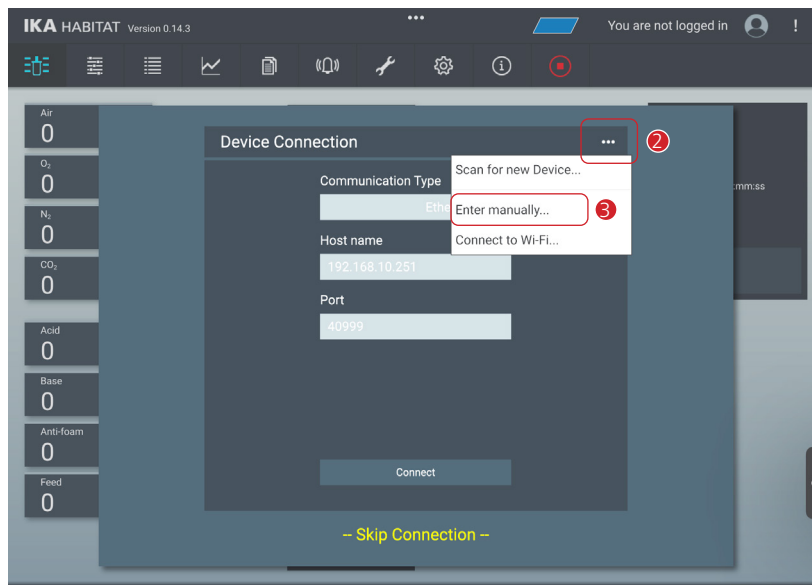 IKA HABITAT Version 0.14.3
•••
You are not logged in
!
Air
0
O₂
0
N₂
0
CO₂
0
Acid
0
Base
0
Anti-foam
0
Feed
0
Device Connection
•••
2
Scan for new Device...
Enter manually...
3
Connect to Wi-Fi...
Communication Type
Host name
192.168.10.251
Port
40999
Connect
-- Skip Connection --
:mm:ss